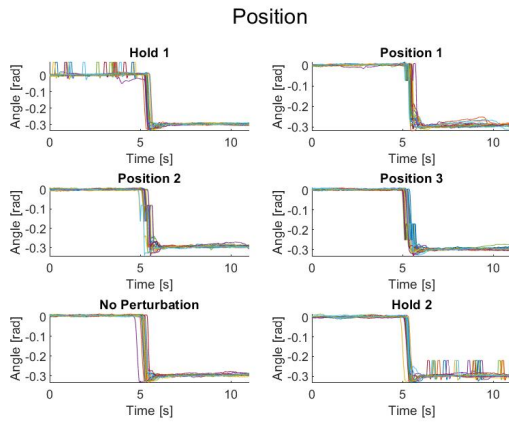 Position
Hold 1
Position 1
Angle [rad]
0
-0.1
-0.2
-0.3
0
5
10
Time [s]
Angle [rad]
0
-0.1
-0.2
-0.3
0
5
10
Time [s]
Position 2
Position 3
Angle [rad]
0
-0.1
-0.2
-0.3
0
5
10
Time [s]
Angle [rad]
0
-0.1
-0.2
-0.3
0
5
10
Time [s]
No Perturbation
Hold 2
Angle [rad]
0
-0.1
-0.2
-0.3
0
5
10
Time [s]
Angle [rad]
0
-0.1
-0.2
-0.3
0
5
10
Time [s]